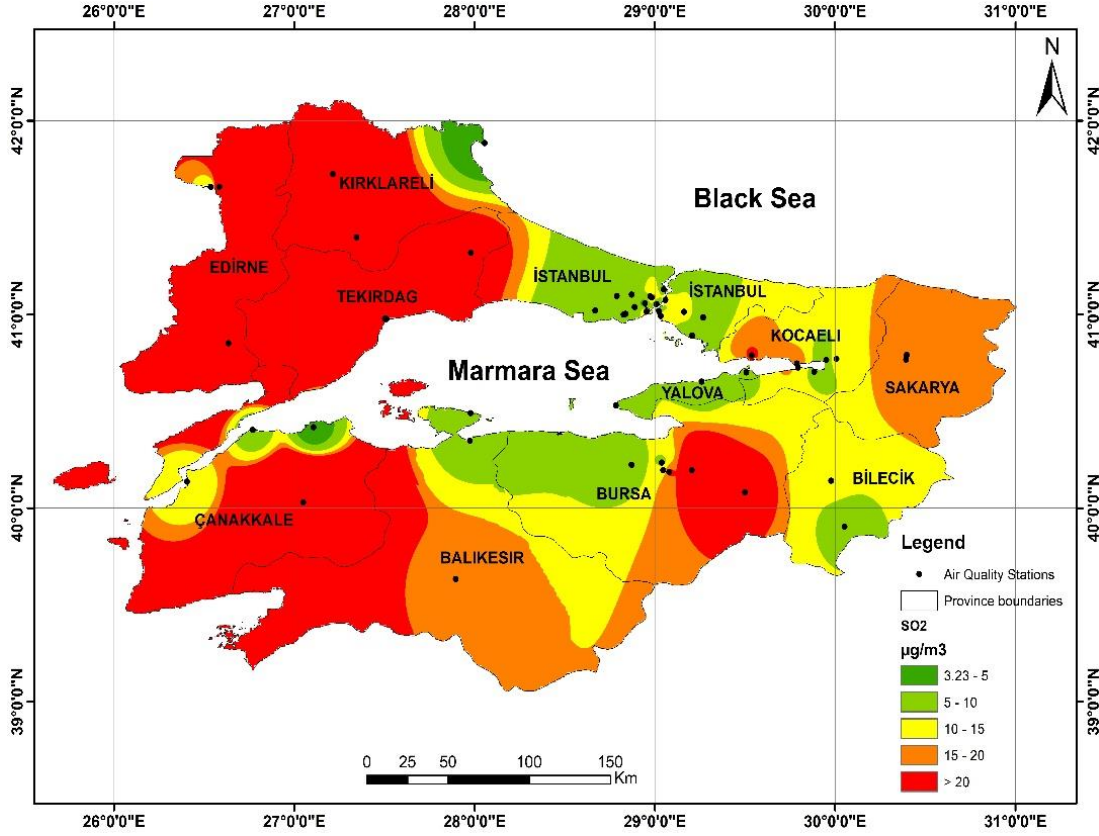 26°0'0"E 27°0'0"E 28°0'0"E 29°0'0"E 30°0'0"E 31°0'0"E
N
42°0'0"N
42°0'0"N
KIRKLARELİ
Black Sea
EDİRNE
İSTANBUL
İSTANBUL
TEKIRDAG
41°0'0"N
41°0'0"N
KOCAELİ
Marmara Sea
YALOVA
SAKARYA
BİLECİK
BURSA
40°0'0"N
40°0'0"N
ÇANAKKALE
BALIKESIR
Legend
Air Quality Stations
Province boundaries
SO2
µg/m3
3.23 - 5
5 - 10
10 - 15
15 - 20
> 20
39°0'0"N
39°0'0"N
0 25 50 100 150
Km
26°0'0"E 27°0'0"E 28°0'0"E 29°0'0"E 30°0'0"E 31°0'0"E